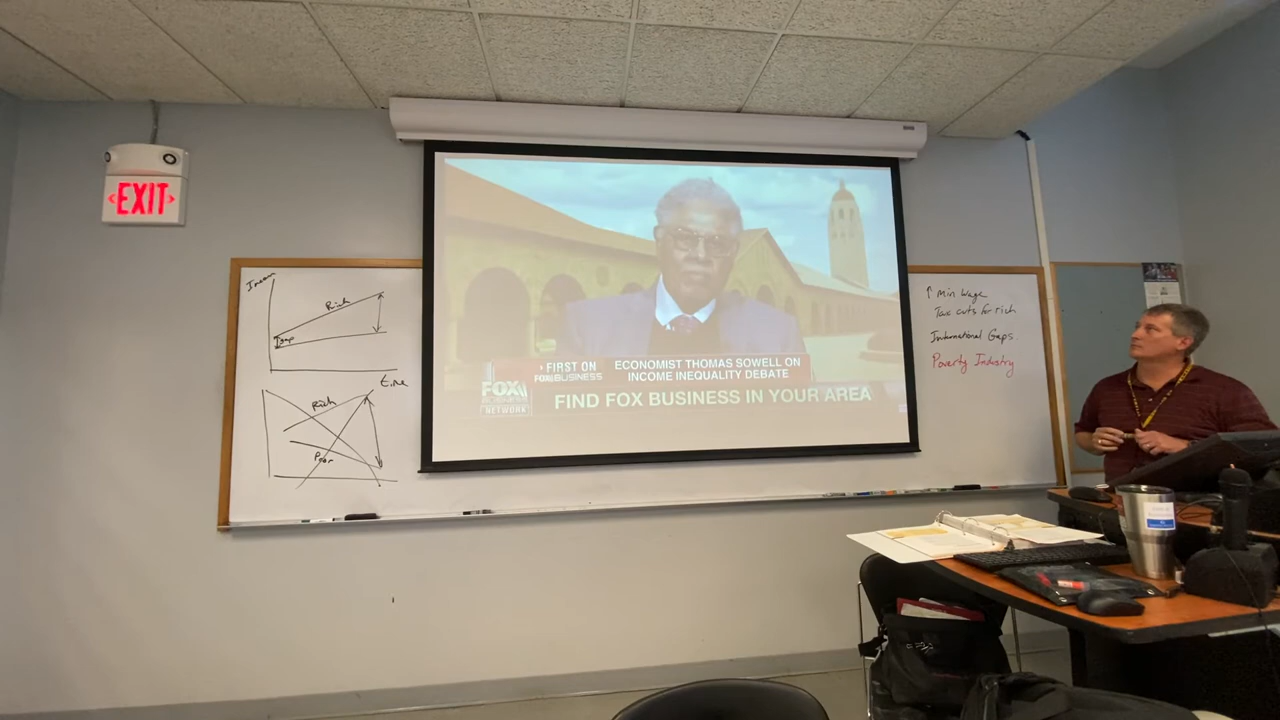 EXIT
Income
Rich
gap
time
Rich
Poor
FIRST ON
FOX BUSINESS
ECONOMIST THOMAS SOWELL ON
INCOME INEQUALITY DEBATE
FOX
BUSINESS
NETWORK
FIND FOX BUSINESS IN YOUR AREA
↑ Min Wage
Tax cuts for rich
International Gaps.
Poverty Industry